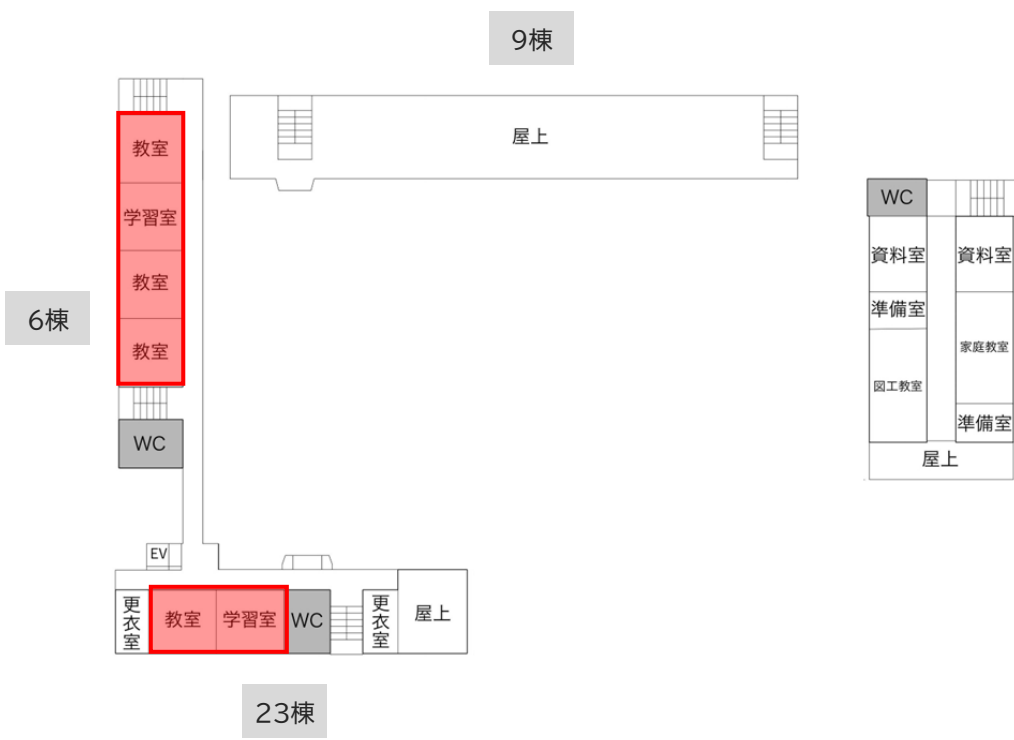 9棟
屋上
教室
学習室
教室
教室
6棟
WC
EV
更衣室
教室
学習室
WC
更衣室
屋上
23棟
WC
資料室
資料室
準備室
家庭教室
図工教室
準備室
屋上